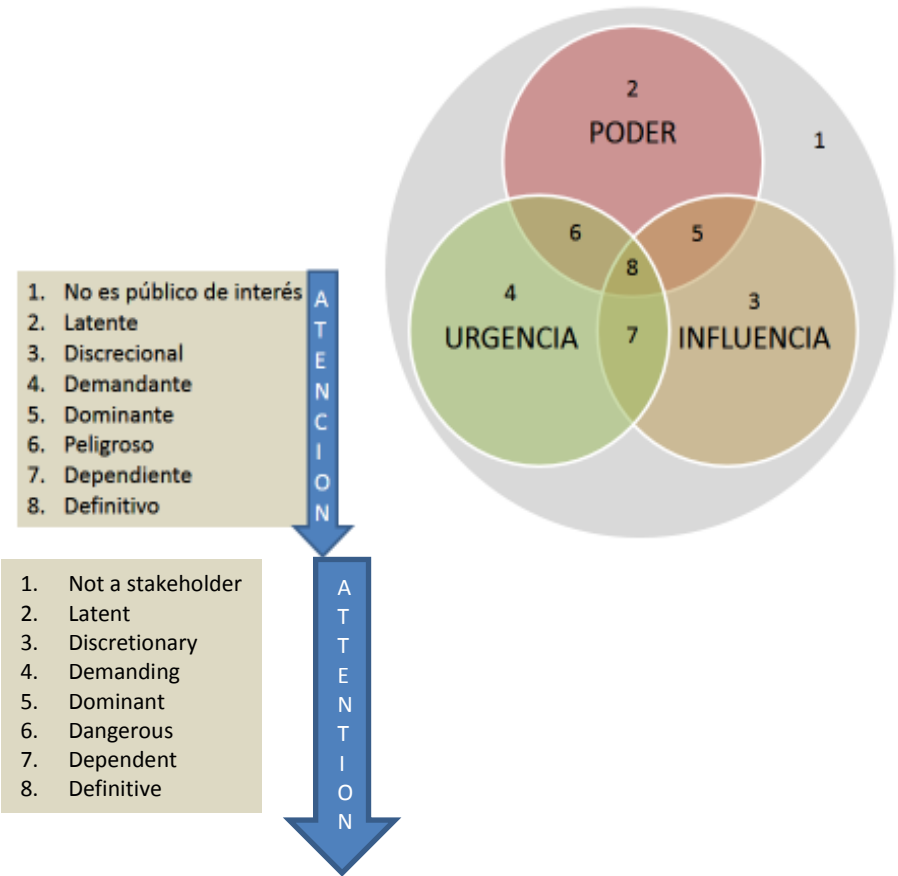 2
PODER
1
6
5
8
4
URGENCIA
3
INFLUENCIA
7
1. No es público de interés
2. Latente
3. Discrecional
4. Demandante
5. Dominante
6. Peligroso
7. Dependiente
8. Definitivo
ATENCION
1. Not a stakeholder
2. Latent
3. Discretionary
4. Demanding
5. Dominant
6. Dangerous
7. Dependent
8. Definitive
ATTENTION